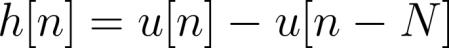 h[n] = u[n] − u[n − N]